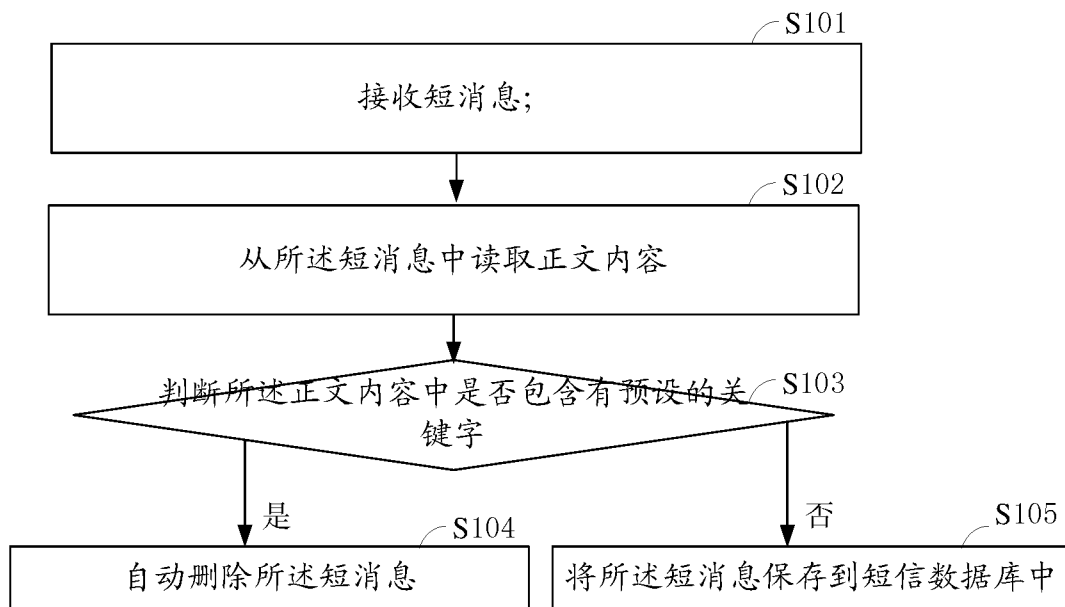 S101
接收短消息;
S102
从所述短消息中读取正文内容
S103
判断所述正文内容中是否包含有预设的关
键字
是
否
S104
自动删除所述短消息
S105
将所述短消息保存到短信数据库中